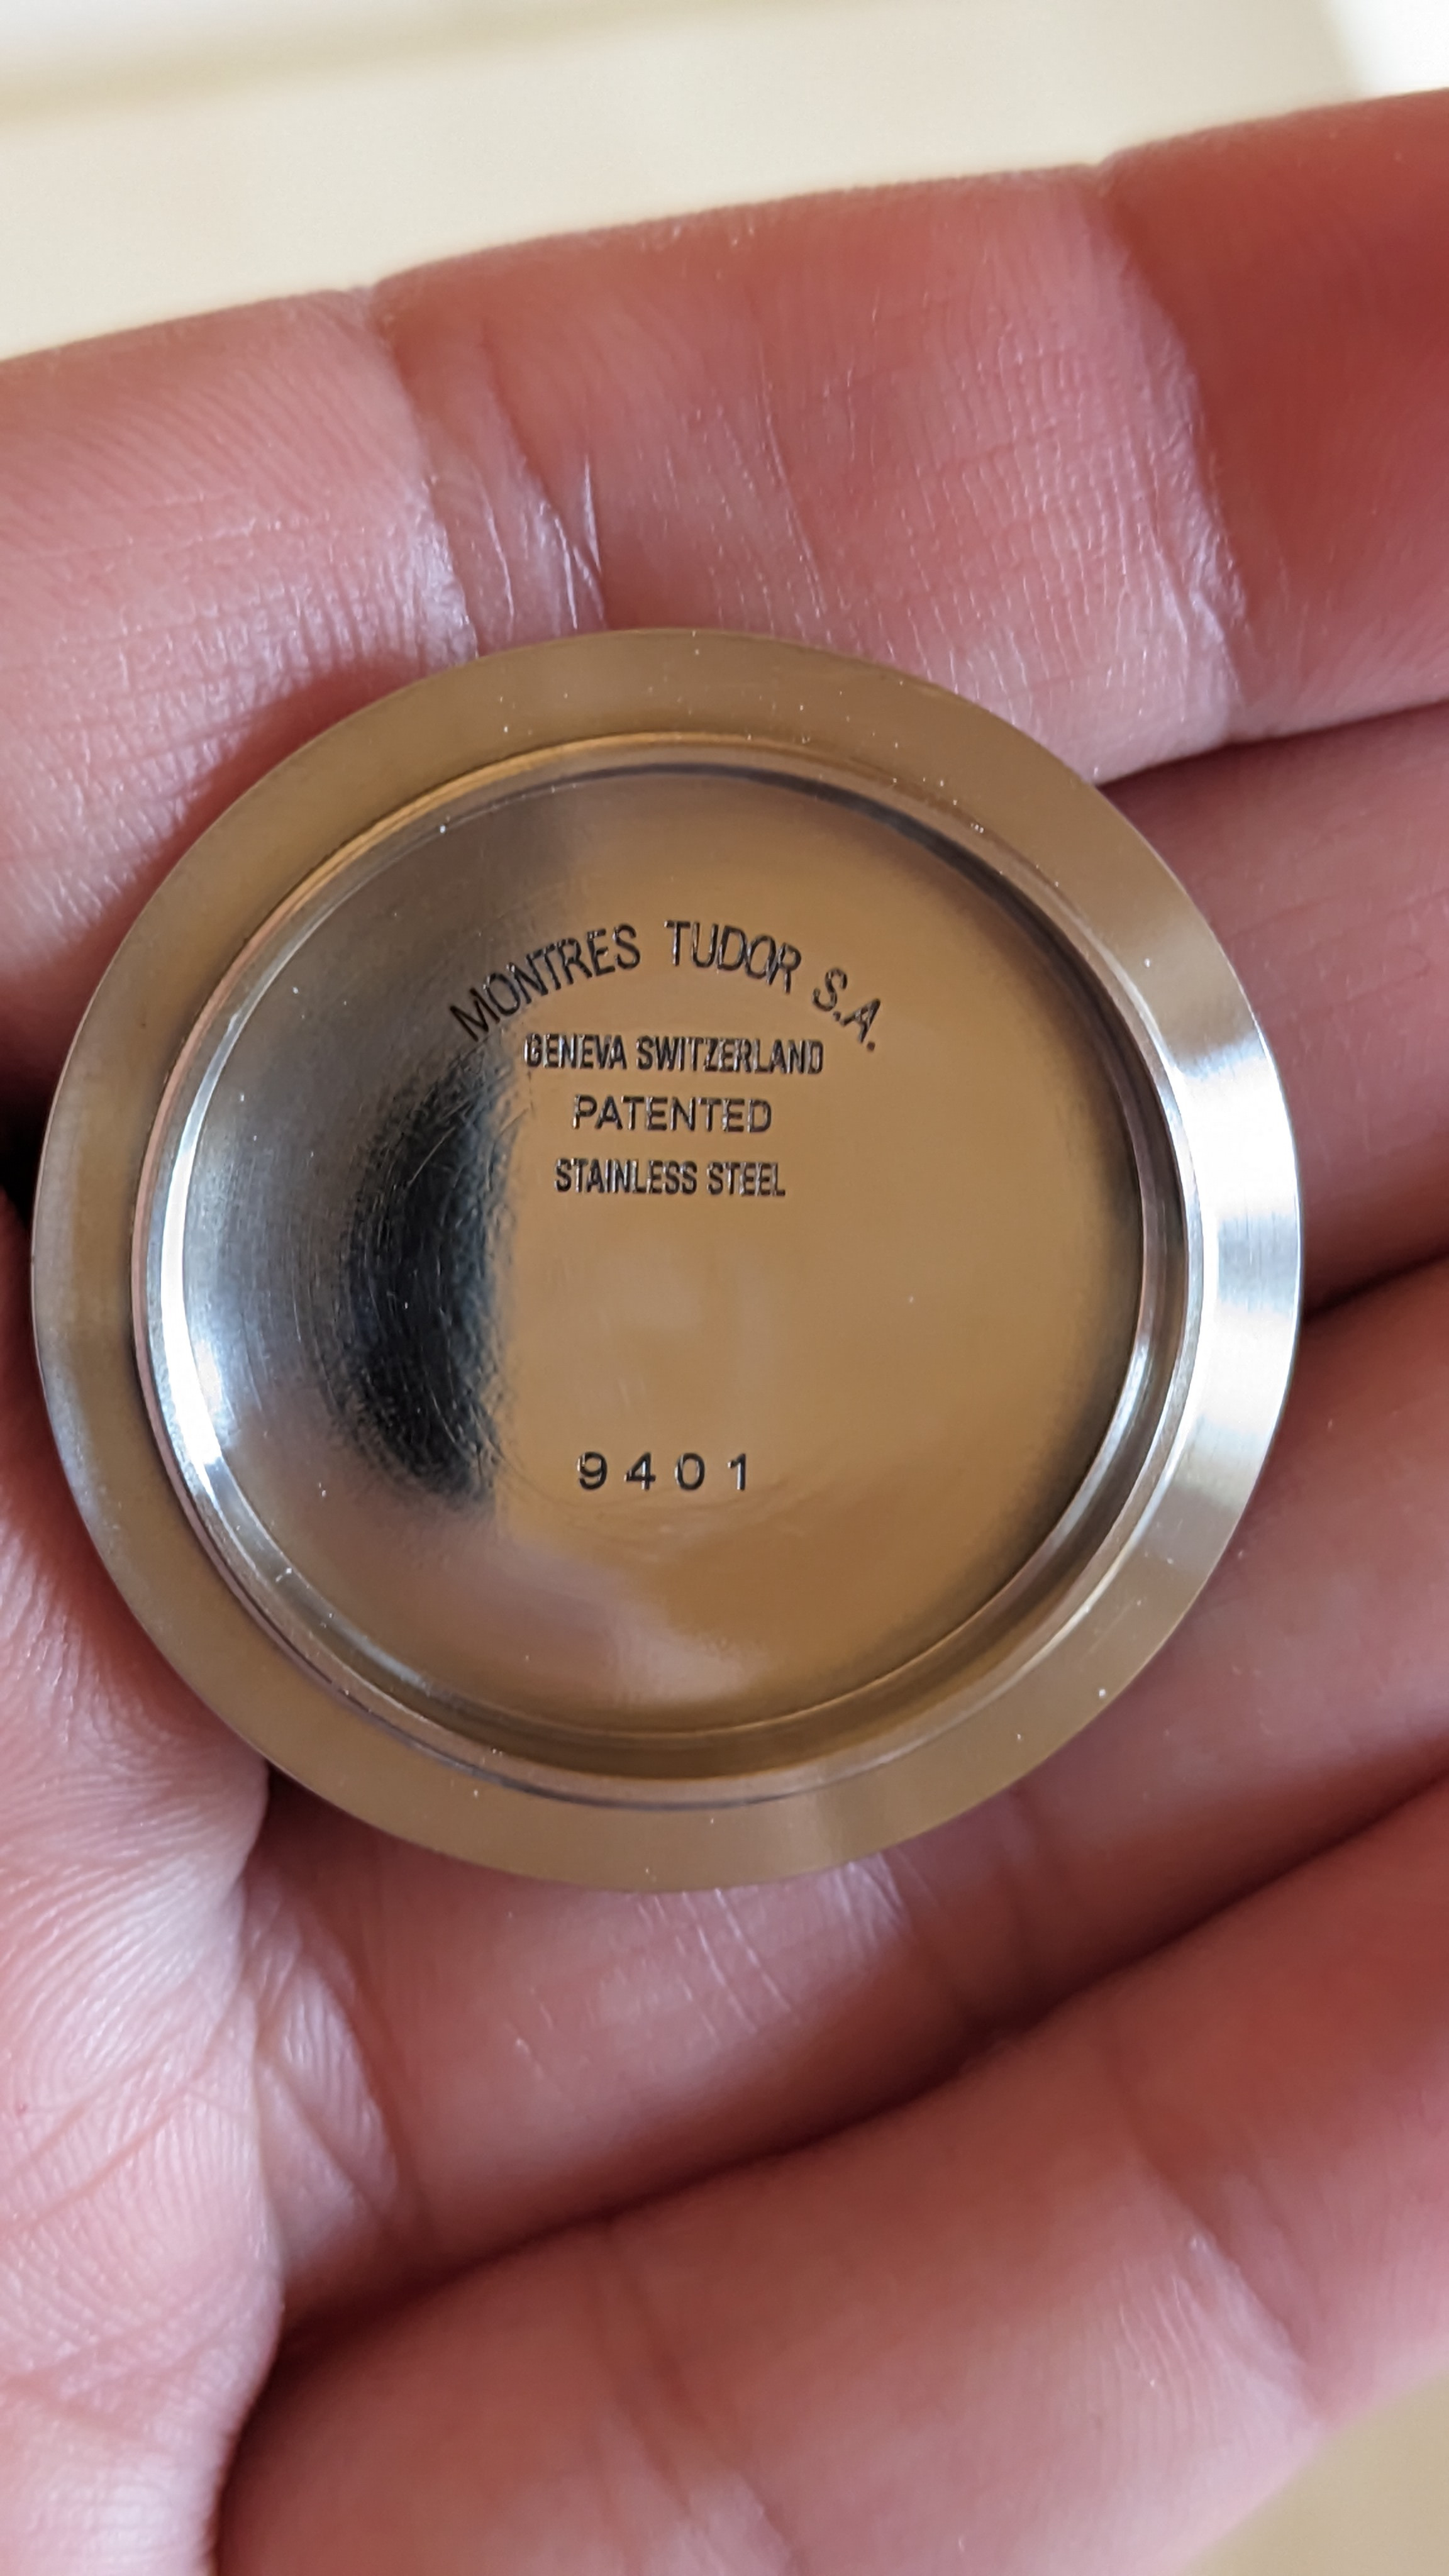 MONTRES TUDOR S.A.
GENEVA SWITZERLAND
PATENTED
STAINLESS STEEL
9401